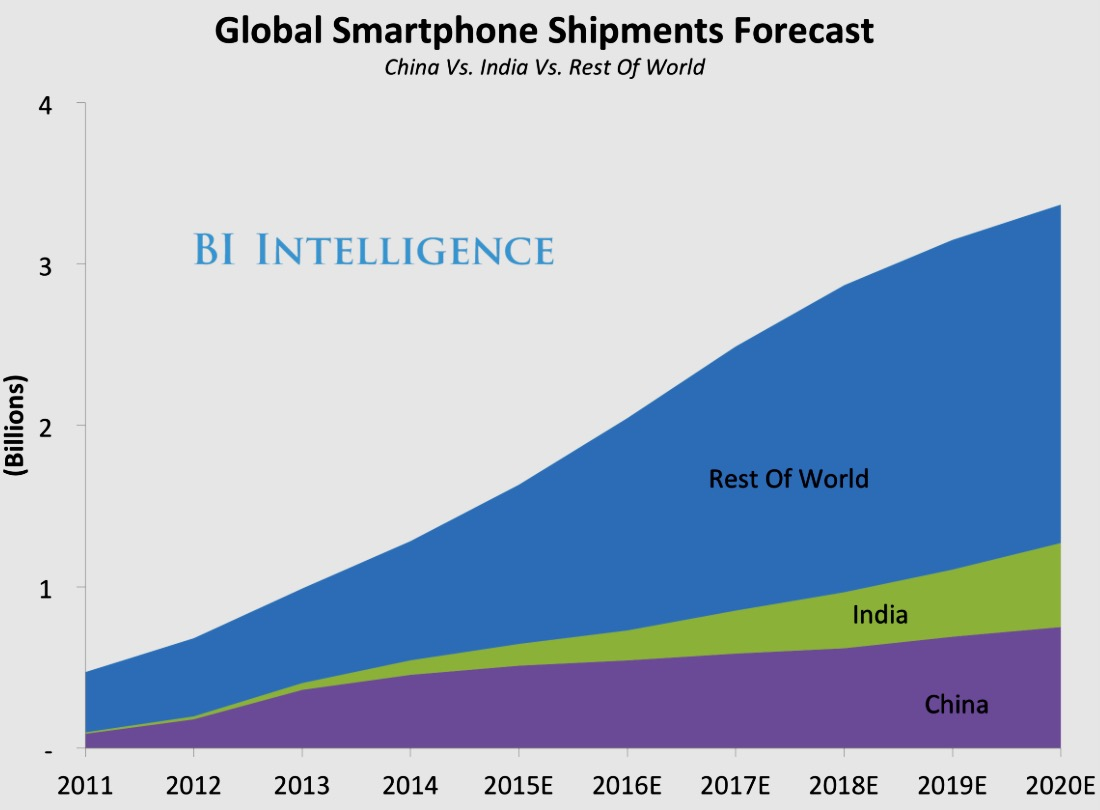 Global Smartphone Shipments Forecast
China Vs. India Vs. Rest Of World
4
BI INTELLIGENCE
3
(Billions)
2
Rest Of World
1
India
China
-
2011 2012 2013 2014 2015E 2016E 2017E 2018E 2019E 2020E